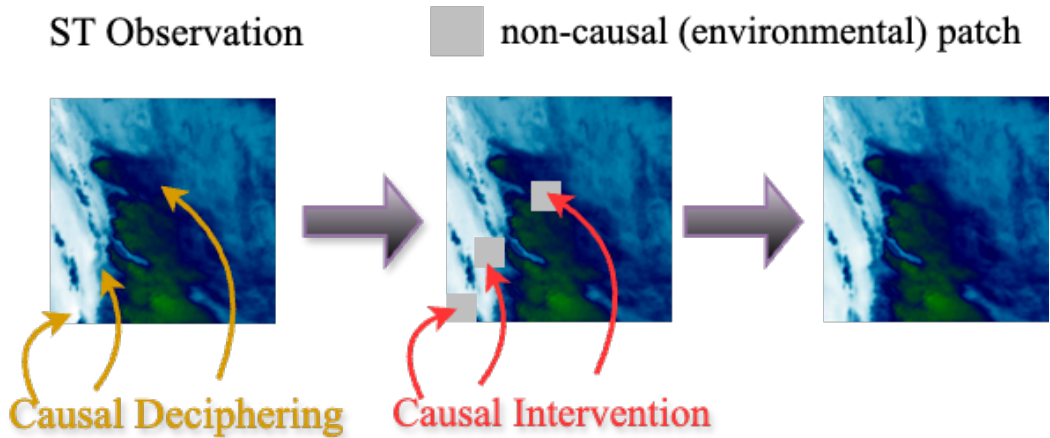 ST Observation
non-causal (environmental) patch
Causal Deciphering
Causal Intervention